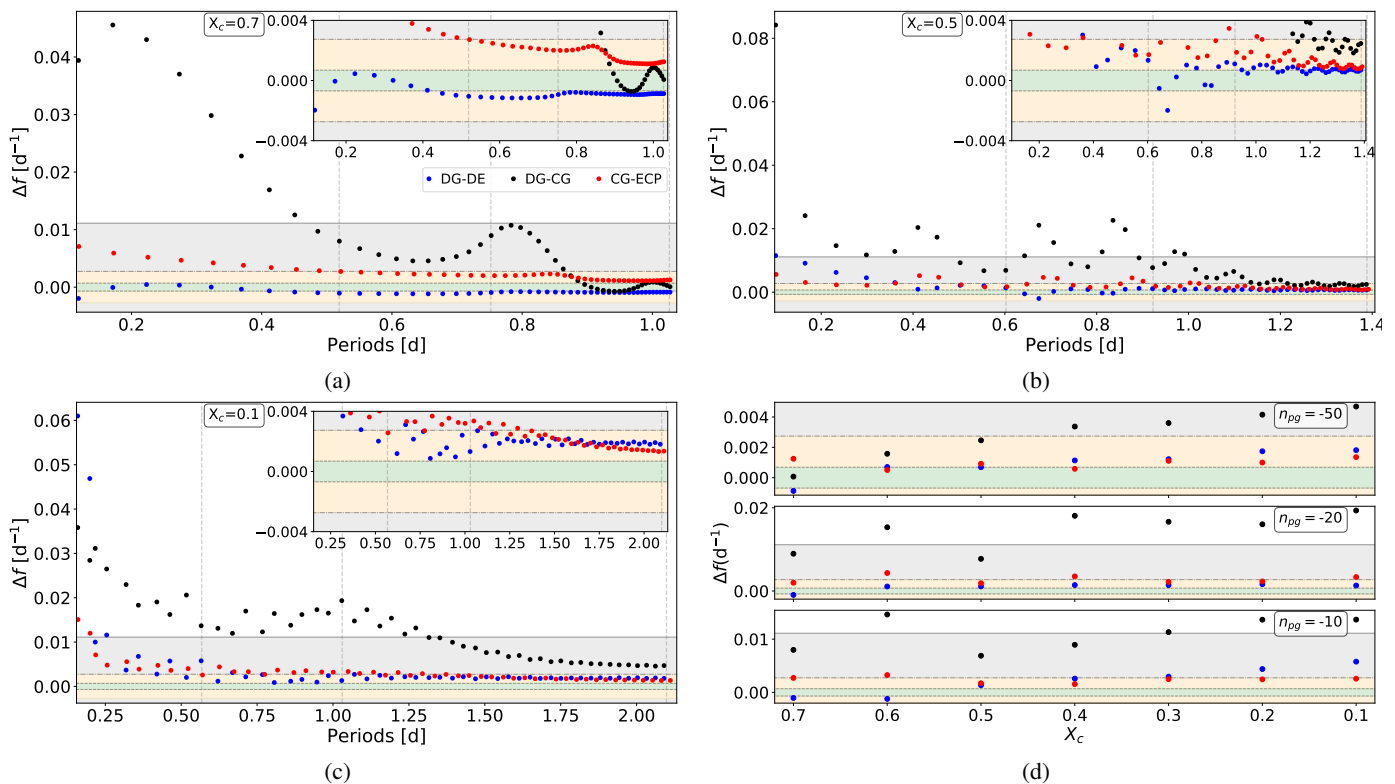 X_c=0.7
0.004
0.000
−0.004
0.2 0.4 0.6 0.8 1.0
DG-DE DG-CG CG-ECP
0.04
0.03
0.02
0.01
0.00
Δf [d⁻¹]
0.2 0.4 0.6 0.8 1.0
Periods [d]
(a)
X_c=0.5
0.004
0.000
−0.004
0.2 0.4 0.6 0.8 1.0 1.2 1.4
0.08
0.06
0.04
0.02
0.00
Δf [d⁻¹]
0.2 0.4 0.6 0.8 1.0 1.2 1.4
Periods [d]
(b)
X_c=0.1
0.004
0.000
−0.004
0.25 0.50 0.75 1.00 1.25 1.50 1.75 2.00
0.06
0.05
0.04
0.03
0.02
0.01
0.00
Δf [d⁻¹]
0.25 0.50 0.75 1.00 1.25 1.50 1.75 2.00
Periods [d]
(c)
n_pg = -50
0.004
0.002
0.000
n_pg = -20
0.02
0.00
Δf(d⁻¹)
n_pg = -10
0.01
0.00
0.7 0.6 0.5 0.4 0.3 0.2 0.1
X_c
(d)